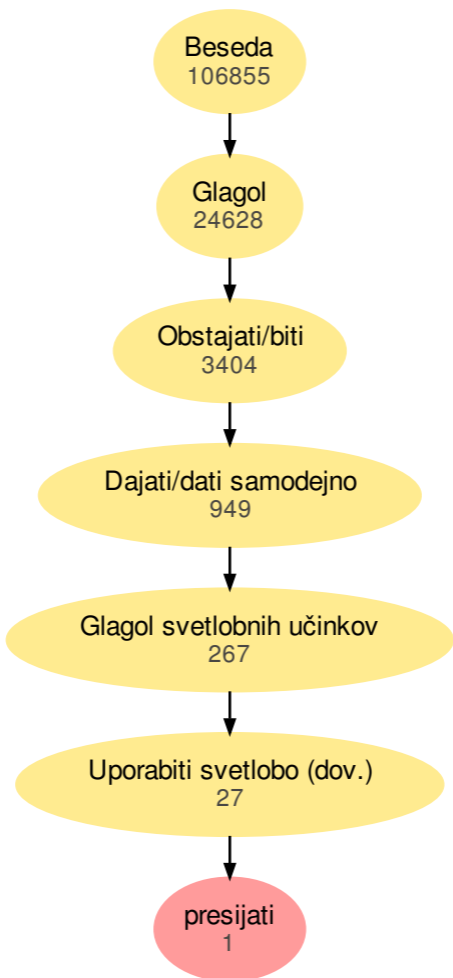 Beseda
106855
Glagol
24628
Obstajati/biti
3404
Dajati/dati samodejno
949
Glagol svetlobnih učinkov
267
Uporabiti svetlobo (dov.)
27
presijati
1